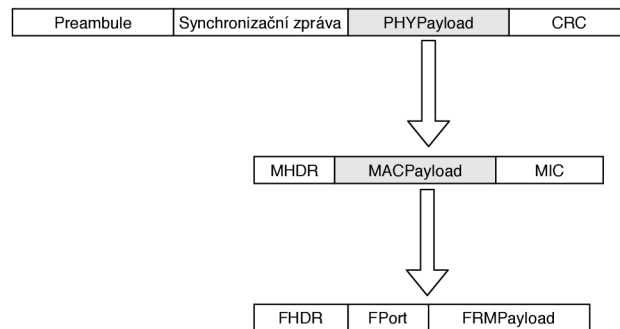 Preambule Synchronizační zpráva PHYPayload CRC
MHDR MACPayload MIC
FHDR FPort FRMPayload